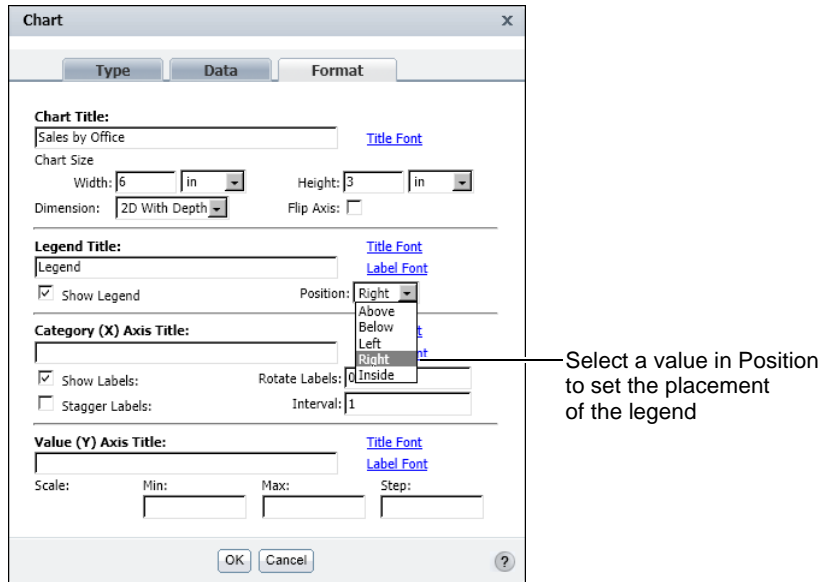 Chart x
Type Data Format
Chart Title:
Sales by Office Title Font
Chart Size
Width: 6 in Height: 3 in
Dimension: 2D With Depth Flip Axis:
Legend Title: Title Font
Legend Label Font
Show Legend Position: Right
Above
Below
Left
Right
Inside
Category (X) Axis Title:
Show Labels: Rotate Labels: 0
Stagger Labels: Interval: 1
Select a value in Position
to set the placement
of the legend
Value (Y) Axis Title: Title Font
Label Font
Scale: Min: Max: Step:
OK Cancel ?